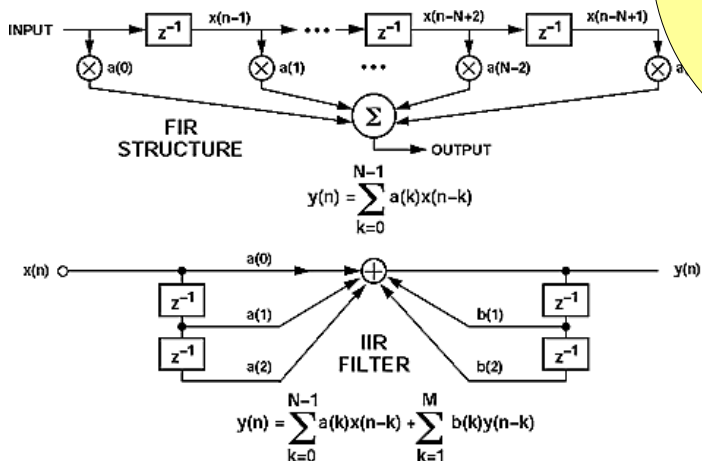 INPUT z⁻¹ x(n−1) ••• z⁻¹ x(n−N+2) z⁻¹ x(n−N+1)
a(0) a(1) ••• a(N−2)
Σ
FIR
STRUCTURE
OUTPUT
N−1
y(n) = ∑ a(k)x(n−k)
k=0
x(n) a(0) + y(n)
z⁻¹ z⁻¹
a(1) b(1)
z⁻¹ z⁻¹
IIR
FILTER
a(2) b(2)
N−1 M
y(n) = ∑ a(k)x(n−k) + ∑ b(k)y(n−k)
k=0 k=1